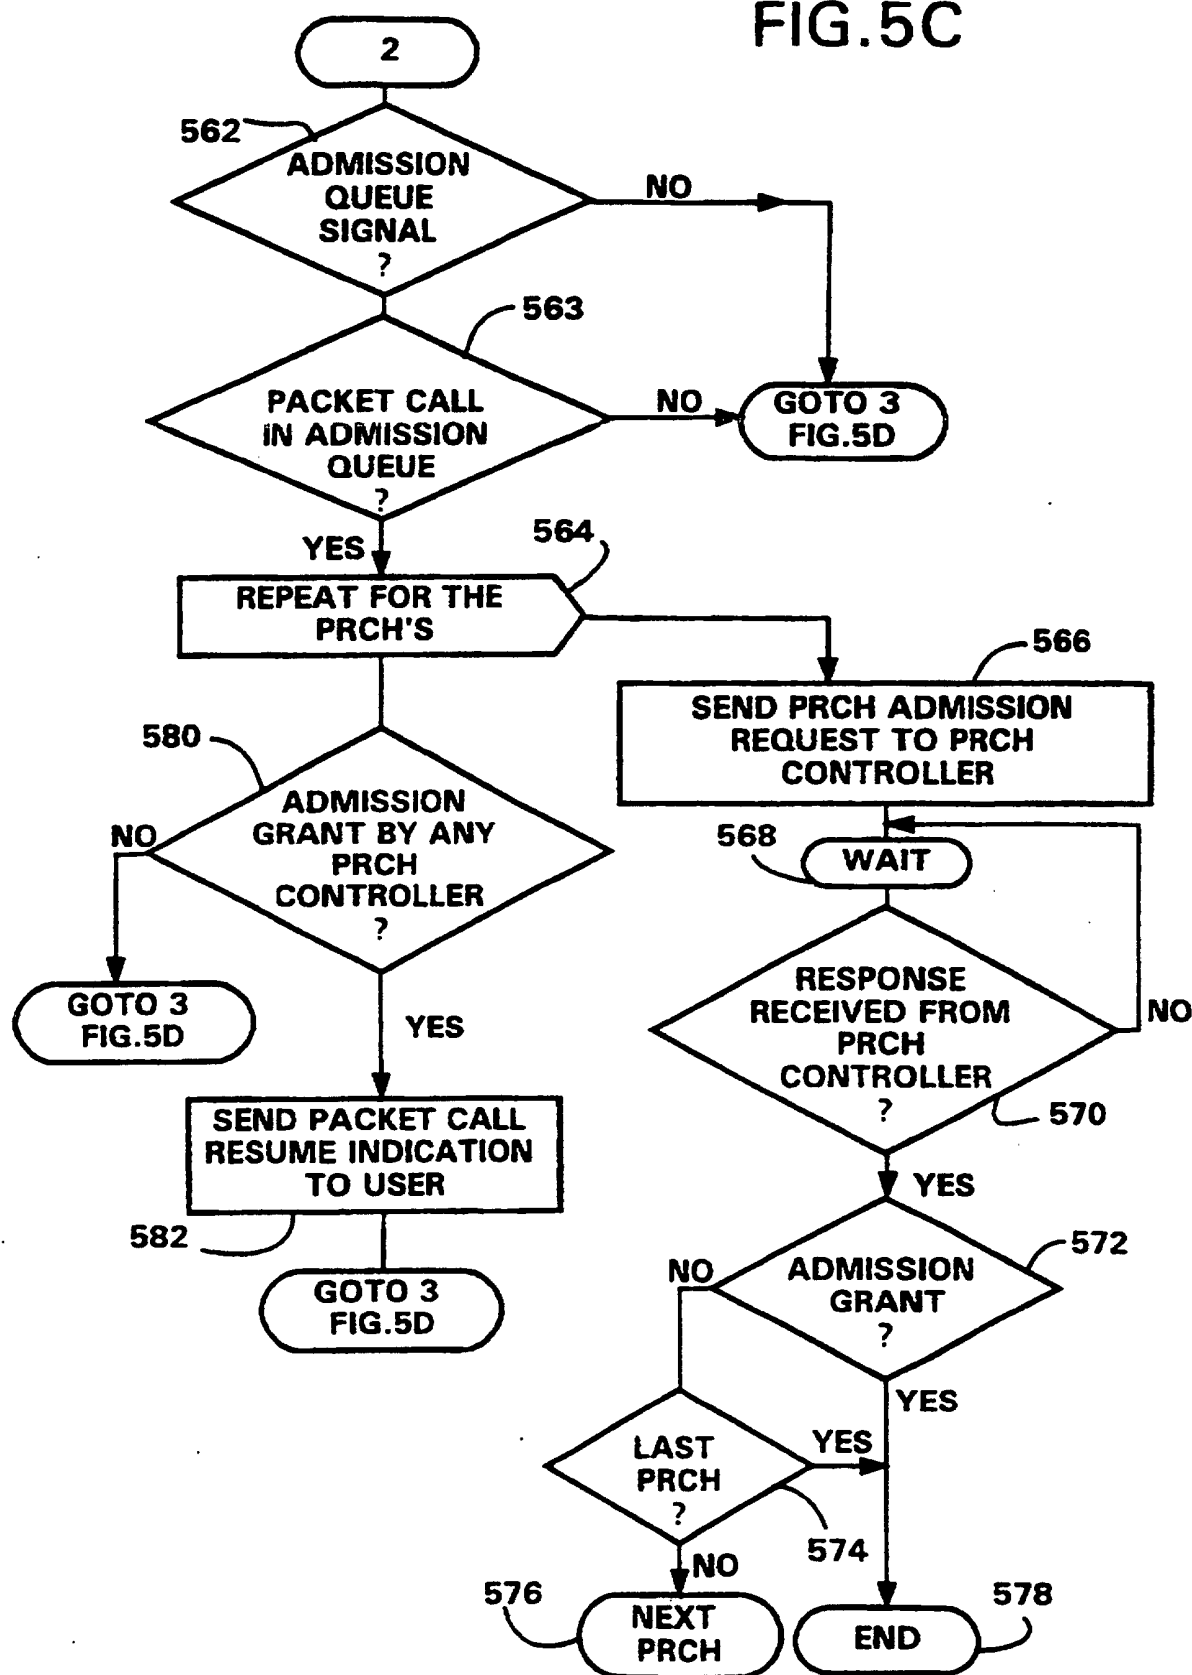 FIG.5C
2
562
ADMISSION
QUEUE
SIGNAL
?
NO
563
PACKET CALL
IN ADMISSION
QUEUE
?
NO
GOTO 3
FIG.5D
YES
564
REPEAT FOR THE
PRCH'S
566
SEND PRCH ADMISSION
REQUEST TO PRCH
CONTROLLER
580
ADMISSION
GRANT BY ANY
PRCH
CONTROLLER
?
NO
568
WAIT
GOTO 3
FIG.5D
YES
RESPONSE
RECEIVED FROM
PRCH
CONTROLLER
?
NO
570
SEND PACKET CALL
RESUME INDICATION
TO USER
582
YES
GOTO 3
FIG.5D
572
ADMISSION
GRANT
?
NO
YES
LAST
PRCH
?
YES
574
NO
576
NEXT
PRCH
END
578